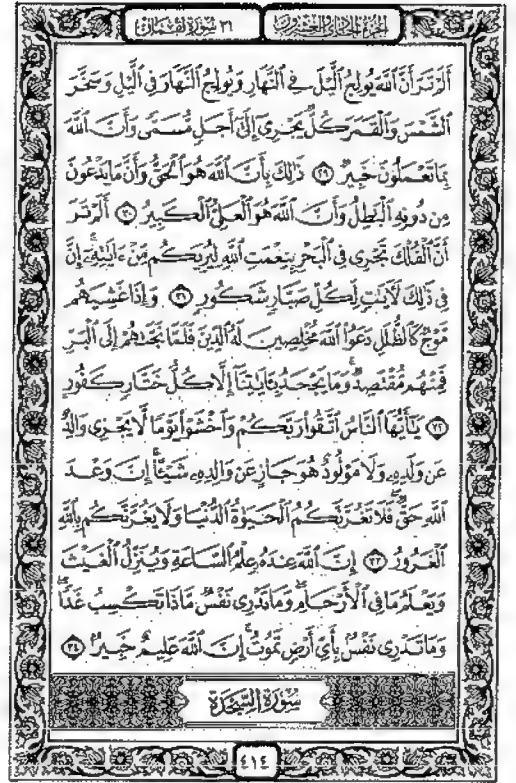 الجزء الحادي والعشرون ٣١ سورة لقمان
أَلَمْ تَرَ أَنَّ ٱللَّهَ يُولِجُ ٱلَّيْلَ فِى ٱلنَّهَارِ وَيُولِجُ ٱلنَّهَارَ فِى ٱلَّيْلِ وَسَخَّرَ
ٱلشَّمْسَ وَٱلْقَمَرَ كُلٌّ يَجْرِىٓ إِلَىٰٓ أَجَلٍ مُّسَمًّى وَأَنَّ ٱللَّهَ
بِمَا تَعْمَلُونَ خَبِيرٌ ٢٩ ذَٰلِكَ بِأَنَّ ٱللَّهَ هُوَ ٱلْحَقُّ وَأَنَّ مَا يَدْعُونَ
مِن دُونِهِ ٱلْبَٰطِلُ وَأَنَّ ٱللَّهَ هُوَ ٱلْعَلِىُّ ٱلْكَبِيرُ ٣٠ أَلَمْ تَرَ
أَنَّ ٱلْفُلْكَ تَجْرِى فِى ٱلْبَحْرِ بِنِعْمَتِ ٱللَّهِ لِيُرِيَكُم مِّنْ ءَايَٰتِهِۦٓ ۚ إِنَّ
فِى ذَٰلِكَ لَءَايَٰتٍ لِّكُلِّ صَبَّارٍ شَكُورٍ ٣١ وَإِذَا غَشِيَهُم
مَّوْجٌ كَٱلظُّلَلِ دَعَوُا۟ ٱللَّهَ مُخْلِصِينَ لَهُ ٱلدِّينَ فَلَمَّا نَجَّىٰهُمْ إِلَى ٱلْبَرِّ
فَمِنْهُم مُّقْتَصِدٌ ۚ وَمَا يَجْحَدُ بِـَٔايَٰتِنَآ إِلَّا كُلُّ خَتَّارٍ كَفُورٍ
٣٢ يَٰٓأَيُّهَا ٱلنَّاسُ ٱتَّقُوا۟ رَبَّكُمْ وَٱخْشَوْا۟ يَوْمًا لَّا يَجْزِى وَالِدٌ
عَن وَلَدِهِۦ وَلَا مَوْلُودٌ هُوَ جَازٍ عَن وَالِدِهِۦ شَيْـًٔا ۚ إِنَّ وَعْدَ
ٱللَّهِ حَقٌّ ۖ فَلَا تَغُرَّنَّكُمُ ٱلْحَيَوٰةُ ٱلدُّنْيَا وَلَا يَغُرَّنَّكُم بِٱللَّهِ
ٱلْغَرُورُ ٣٣ إِنَّ ٱللَّهَ عِندَهُۥ عِلْمُ ٱلسَّاعَةِ وَيُنَزِّلُ ٱلْغَيْثَ
وَيَعْلَمُ مَا فِى ٱلْأَرْحَامِ ۖ وَمَا تَدْرِى نَفْسٌ مَّاذَا تَكْسِبُ غَدًا ۖ
وَمَا تَدْرِى نَفْسٌۢ بِأَىِّ أَرْضٍ تَمُوتُ ۚ إِنَّ ٱللَّهَ عَلِيمٌ خَبِيرٌۢ ٣٤
سورة السجدة
٤١٤